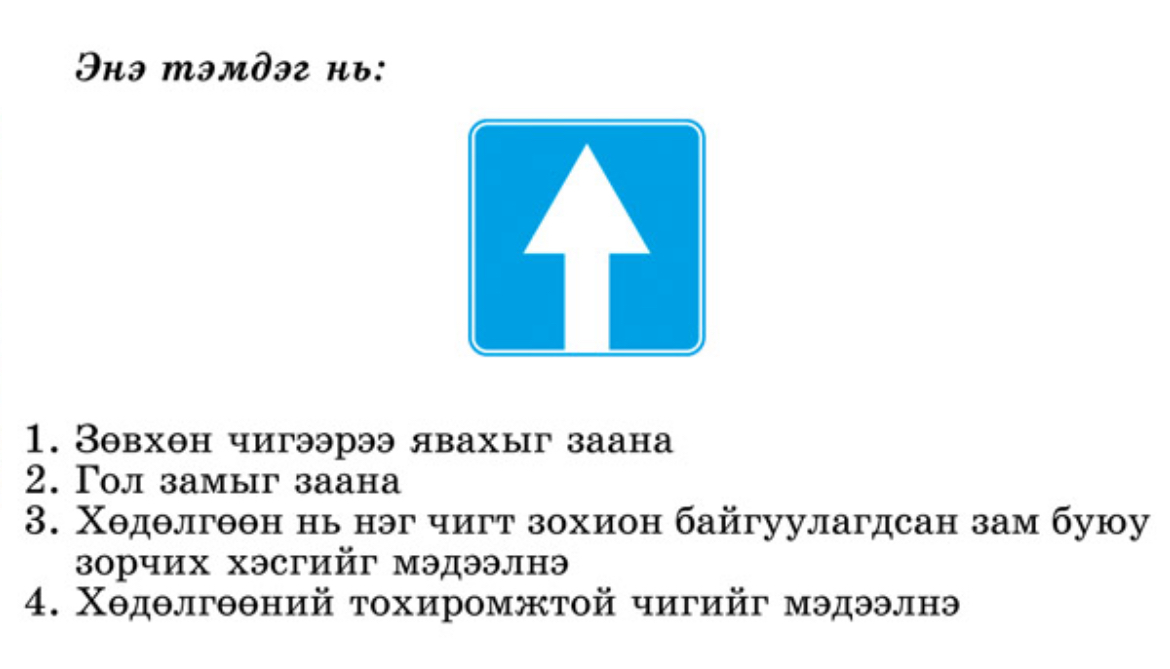 Энэ тэмдэг нь:
1. Зөвхөн чигээрээ явахыг заана
2. Гол замыг заана
3. Хөдөлгөөн нь нэг чигт зохион байгуулагдсан зам буюу
зорчих хэсгийг мэдээлнэ
4. Хөдөлгөөний тохиромжтой чигийг мэдээлнэ